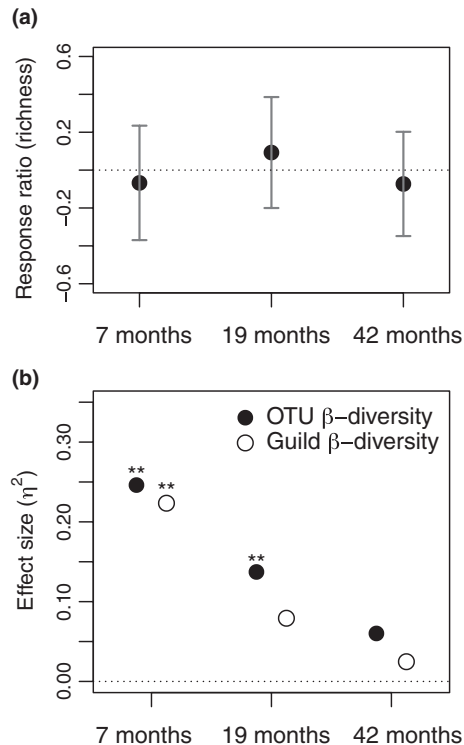 (a)
Response ratio (richness)
0.6
0.2
−0.2
−0.6
7 months 19 months 42 months
(b)
Effect size (η²)
0.30
0.20
0.10
0.00
OTU β−diversity
Guild β−diversity
** **
**
7 months 19 months 42 months